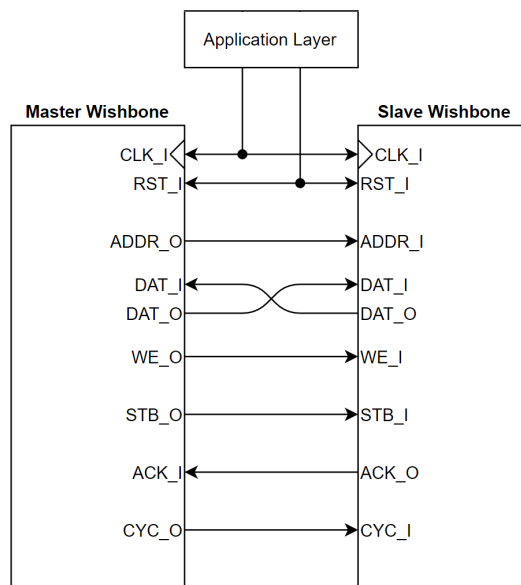 Application Layer
Master Wishbone
Slave Wishbone
CLK_I
CLK_I
RST_I
RST_I
ADDR_O
ADDR_I
DAT_I
DAT_I
DAT_O
DAT_O
WE_O
WE_I
STB_O
STB_I
ACK_I
ACK_O
CYC_O
CYC_I